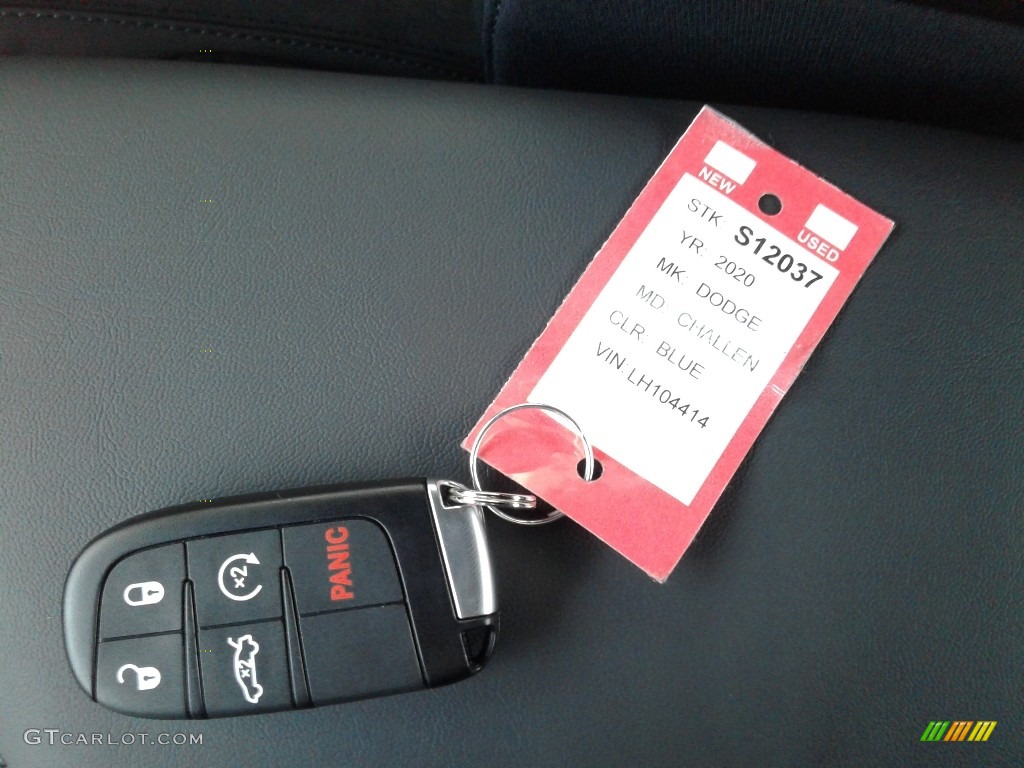 NEW
USED
STK: S12037
YR: 2020
MK: DODGE
MD: CHALLEN
CLR: BLUE
VIN: LH104414
PANIC
x2
x2
GTCARLOT.COM